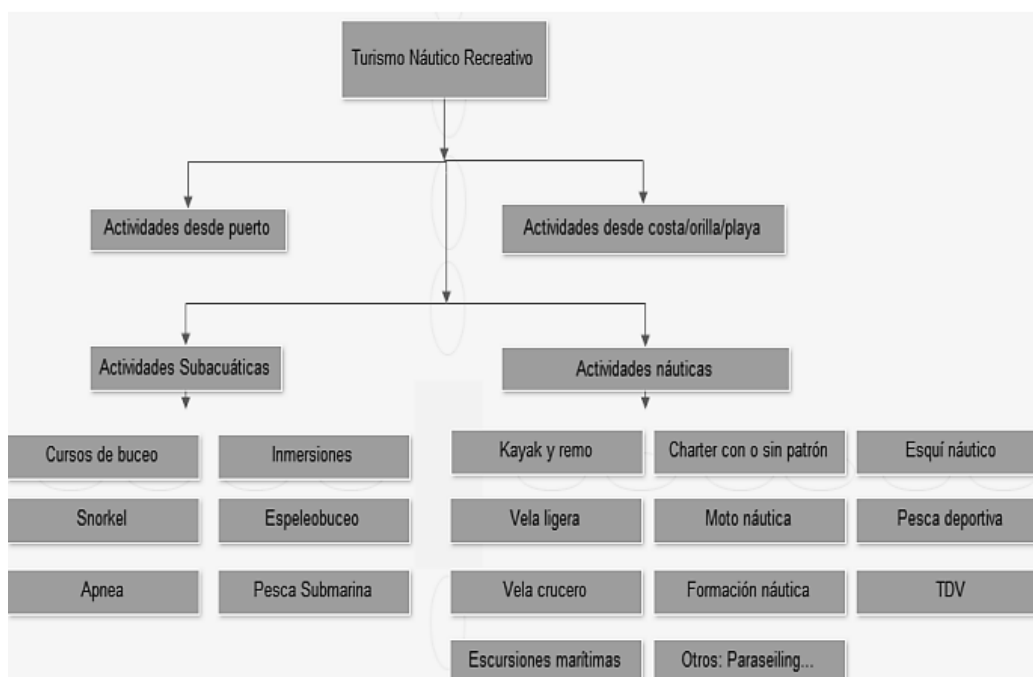 Turismo Náutico Recreativo
Actividades desde puerto
Actividades desde costa/orilla/playa
Actividades Subacuáticas
Actividades náuticas
Cursos de buceo
Inmersiones
Kayak y remo
Charter con o sin patrón
Esquí náutico
Snorkel
Espeleobuceo
Vela ligera
Moto náutica
Pesca deportiva
Apnea
Pesca Submarina
Vela crucero
Formación náutica
TDV
Escursiones marítimas
Otros: Paraseiling...